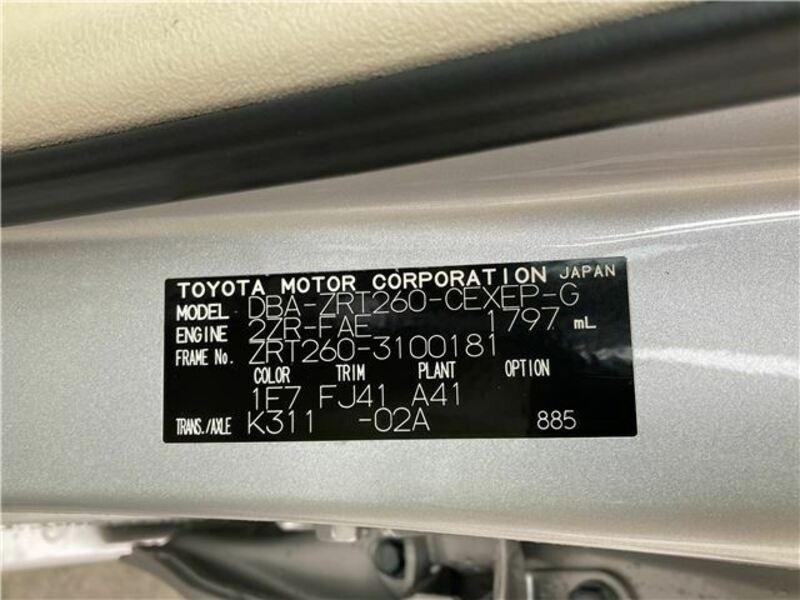 TOYOTA MOTOR CORPORATION JAPAN
MODEL DBA-ZRT260-CEXEP-G
ENGINE 2ZR-FAE 1797 mL
FRAME No. ZRT260-3100181
COLOR TRIM PLANT OPTION
1E7 FJ41 A41
TRANS./AXLE K311 -02A 885